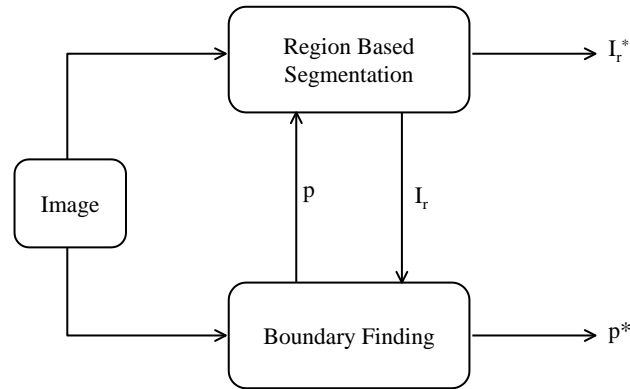 Region Based
Segmentation
I_r^*
Image
p
I_r
Boundary Finding
p*